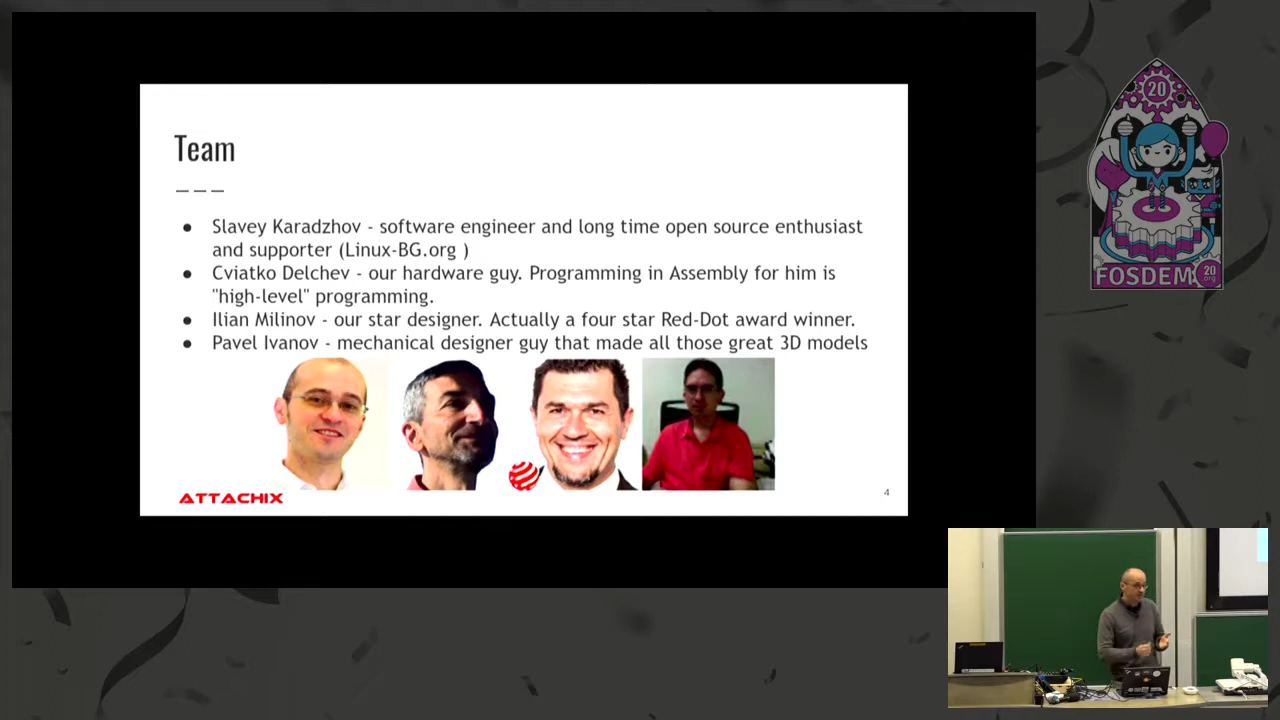 Team
● Slavey Karadzhov - software engineer and long time open source enthusiast
and supporter (Linux-BG.org )
● Cviatko Delchev - our hardware guy. Programming in Assembly for him is
"high-level" programming.
● Ilian Milinov - our star designer. Actually a four star Red-Dot award winner.
● Pavel Ivanov - mechanical designer guy that made all those great 3D models
ATTACHIX
4
20
FOSDEM
20
.org